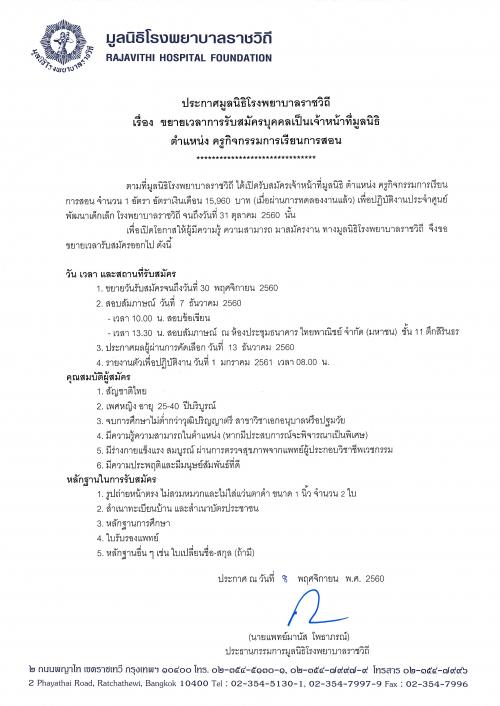 มูลนิธิโรงพยาบาลราชวิถี
RAJAVITHI HOSPITAL FOUNDATION
มูลนิธิโรงพยาบาลราชวิถี
ประกาศมูลนิธิโรงพยาบาลราชวิถี
เรื่อง ขยายเวลาการรับสมัครบุคคลเป็นเจ้าหน้าที่มูลนิธิ
ตำแหน่ง ครูกิจกรรมการเรียนการสอน
*******************************
ตามที่มูลนิธิโรงพยาบาลราชวิถี ได้เปิดรับสมัครเจ้าหน้าที่มูลนิธิ ตำแหน่ง ครูกิจกรรมการเรียน
การสอน จำนวน 1 อัตรา อัตราเงินเดือน 15,960 บาท (เมื่อผ่านการทดลองงานแล้ว) เพื่อปฏิบัติงานประจำศูนย์
พัฒนาเด็กเล็ก โรงพยาบาลราชวิถี จนถึงวันที่ 31 ตุลาคม 2560 นั้น
เพื่อเปิดโอกาสให้ผู้มีความรู้ ความสามารถ มาสมัครงาน ทางมูลนิธิโรงพยาบาลราชวิถี จึงขอ
ขยายเวลารับสมัครออกไป ดังนี้
วัน เวลา และสถานที่รับสมัคร
1. ขยายวันรับสมัครจนถึงวันที่ 30 พฤศจิกายน 2560
2. สอบสัมภาษณ์ วันที่ 7 ธันวาคม 2560
- เวลา 10.00 น. สอบข้อเขียน
- เวลา 13.30 น. สอบสัมภาษณ์ ณ ห้องประชุมธนาคาร ไทยพาณิชย์ จำกัด (มหาชน) ชั้น 11 ตึกสิรินธร
3. ประกาศผลผู้ผ่านการคัดเลือก วันที่ 13 ธันวาคม 2560
4. รายงานตัวเพื่อปฏิบัติงาน วันที่ 1 มกราคม 2561 เวลา 08.00 น.
คุณสมบัติผู้สมัคร
1. สัญชาติไทย
2. เพศหญิง อายุ 25-40 ปีบริบูรณ์
3. จบการศึกษาไม่ต่ำกว่าวุฒิปริญญาตรี สาขาวิชาเอกอนุบาลหรือปฐมวัย
4. มีความรู้ความสามารถในตำแหน่ง (หากมีประสบการณ์จะพิจารณาเป็นพิเศษ)
5. มีร่างกายแข็งแรง สมบูรณ์ ผ่านการตรวจสุขภาพจากแพทย์ผู้ประกอบวิชาชีพเวชกรรม
6. มีความประพฤติและมีมนุษย์สัมพันธ์ที่ดี
หลักฐานในการรับสมัคร
1. รูปถ่ายหน้าตรง ไม่สวมหมวกและไม่ใส่แว่นตาดำ ขนาด 1 นิ้ว จำนวน 2 ใบ
2. สำเนาทะเบียนบ้าน และสำเนาบัตรประชาชน
3. หลักฐานการศึกษา
4. ใบรับรองแพทย์
5. หลักฐานอื่น ๆ เช่น ใบเปลี่ยนชื่อ-สกุล (ถ้ามี)
ประกาศ ณ วันที่ 8 พฤศจิกายน พ.ศ. 2560
(นายแพทย์มานัส โพธาภรณ์)
ประธานกรรมการมูลนิธิโรงพยาบาลราชวิถี
๒ ถนนพญาไท เขตราชเทวี กรุงเทพฯ ๑๐๔๐๐ โทร. ๐๒-๓๕๔-๕๑๓๐-๑, ๐๒-๓๕๔-๗๙๙๗-๙ โทรสาร ๐๒-๓๕๔-๗๙๙๖
2 Phayathai Road, Ratchathewi, Bangkok 10400 Tel : 02-354-5130-1, 02-354-7997-9 Fax : 02-354-7996